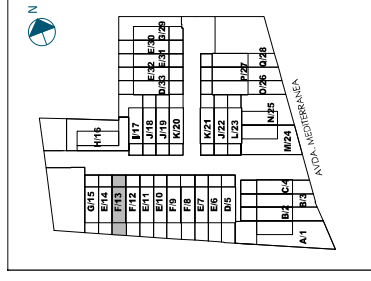 N
H/16
G/15
E/14
F/13
F/12
E/11
E/10
F/9
F/8
E/7
E/6
D/5
I/17
J/18
J/19
K/20
K/21
J/22
L/23
D/33
E/32
E/31
E/30
G/29
P/27
O/26
Q/28
N/25
M/24
C/4
B/3
B/2
A/1
AVDA. MEDITERRANEA